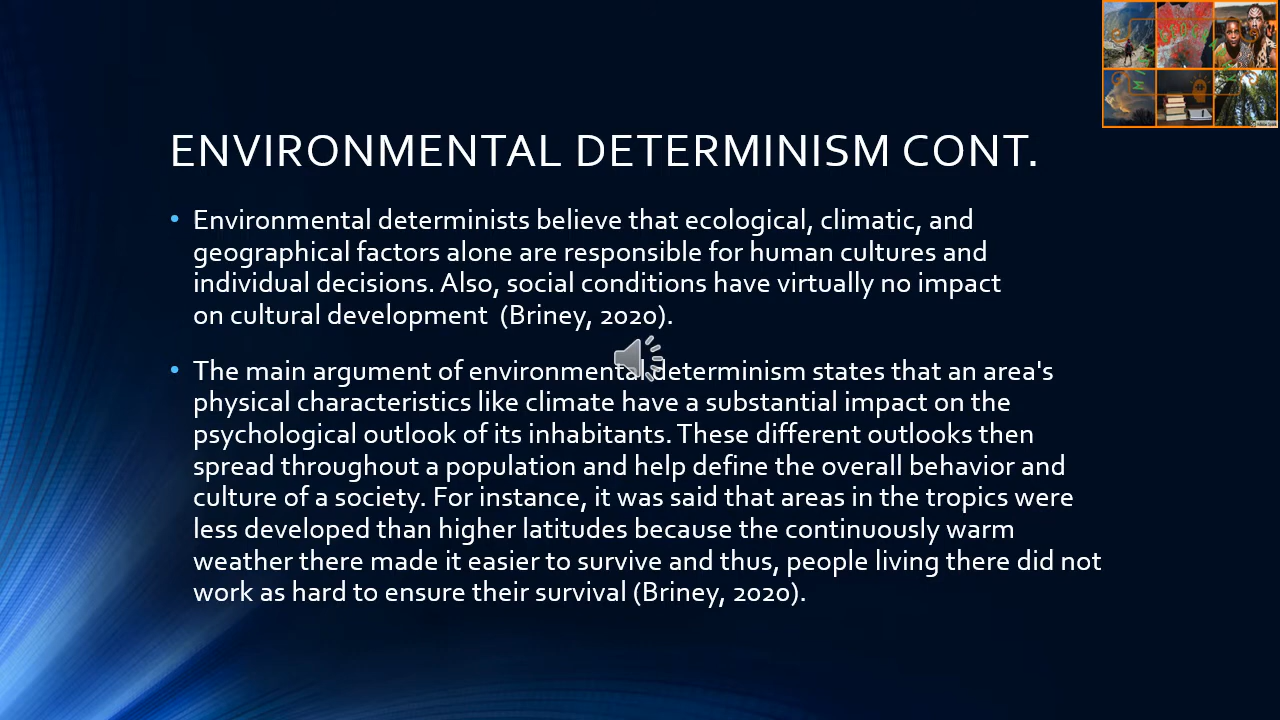 ENVIRONMENTAL DETERMINISM CONT.
• Environmental determinists believe that ecological, climatic, and
geographical factors alone are responsible for human cultures and
individual decisions. Also, social conditions have virtually no impact
on cultural development  (Briney, 2020).
• The main argument of environmental determinism states that an area's
physical characteristics like climate have a substantial impact on the
psychological outlook of its inhabitants. These different outlooks then
spread throughout a population and help define the overall behavior and
culture of a society. For instance, it was said that areas in the tropics were
less developed than higher latitudes because the continuously warm
weather there made it easier to survive and thus, people living there did not
work as hard to ensure their survival (Briney, 2020).